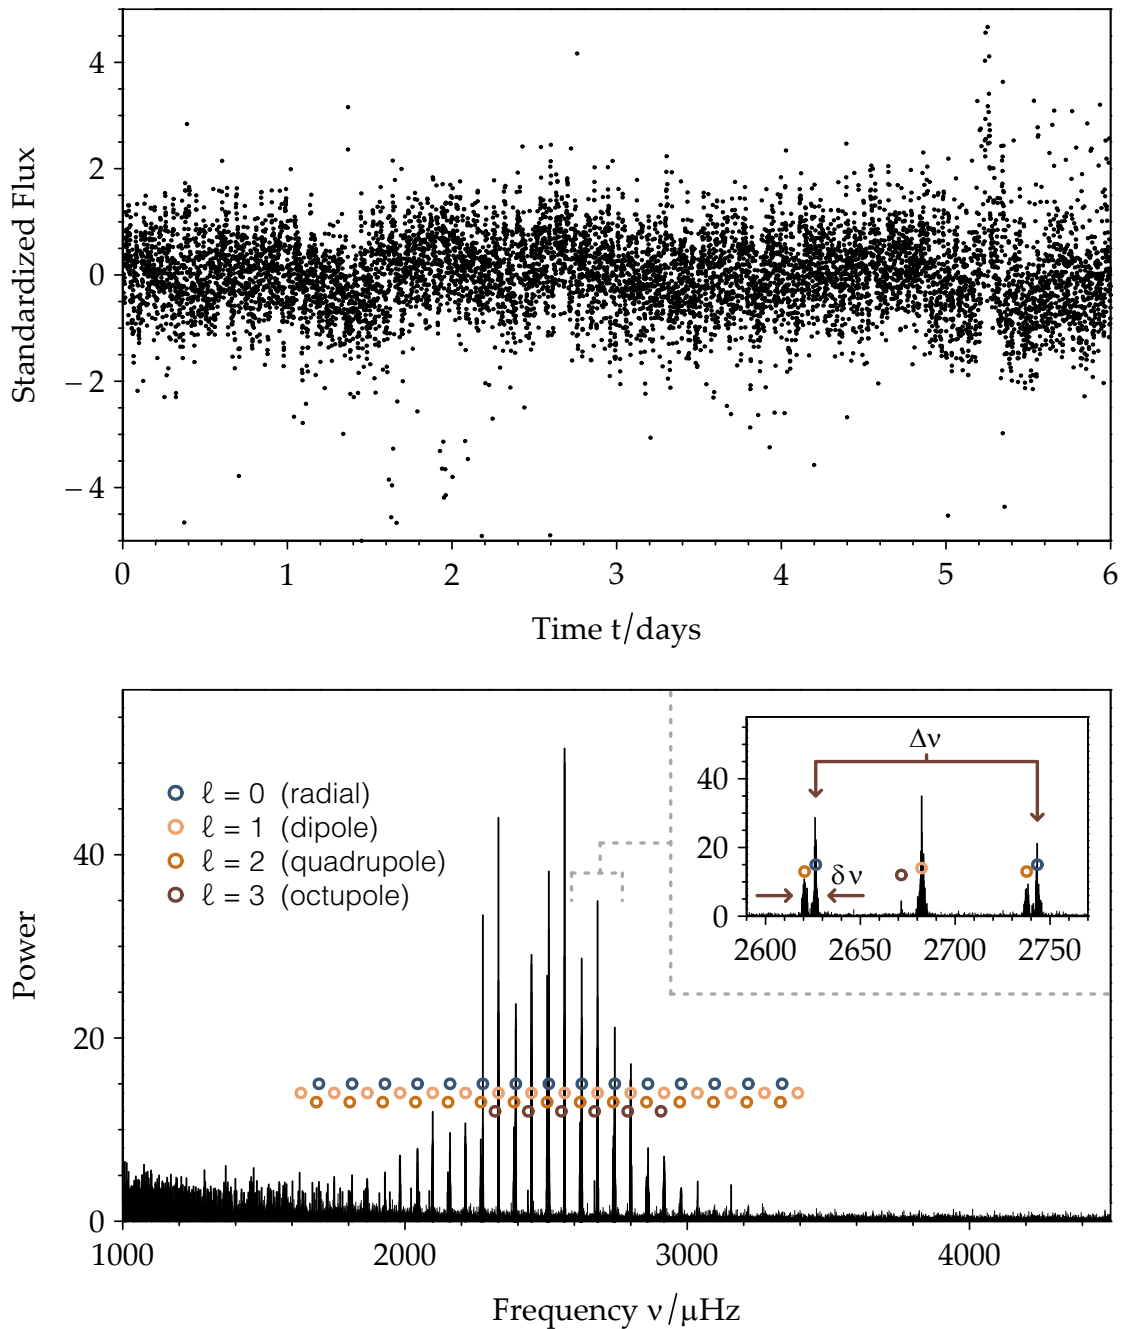 4
2
0
−2
−4
Standardized Flux
0 1 2 3 4 5 6
Time t/days
40
20
0
Power
ℓ = 0 (radial)
ℓ = 1 (dipole)
ℓ = 2 (quadrupole)
ℓ = 3 (octupole)
Δν
40
20
0
δν
2600 2650 2700 2750
1000 2000 3000 4000
Frequency ν/μHz